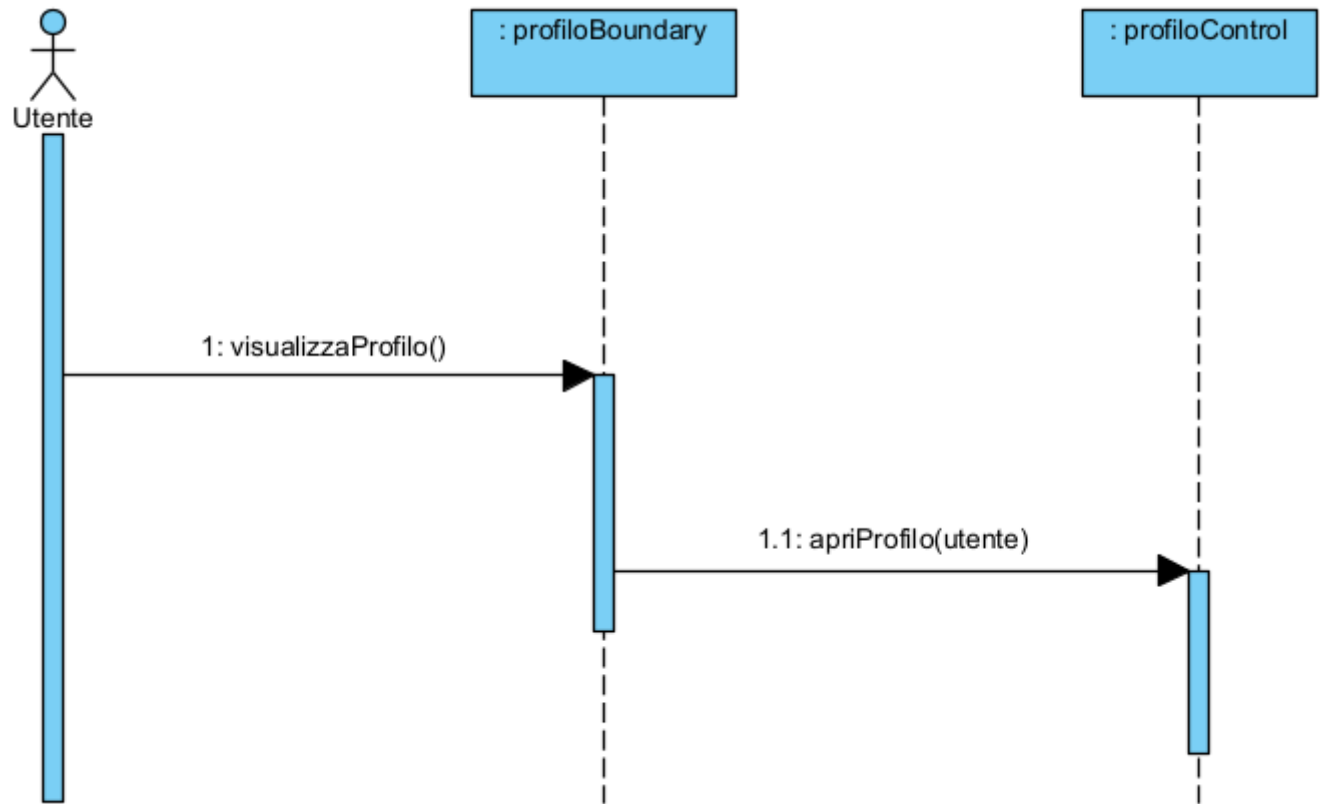 : profiloBoundary
: profiloControl
Utente
1: visualizzaProfilo()
1.1: apriProfilo(utente)